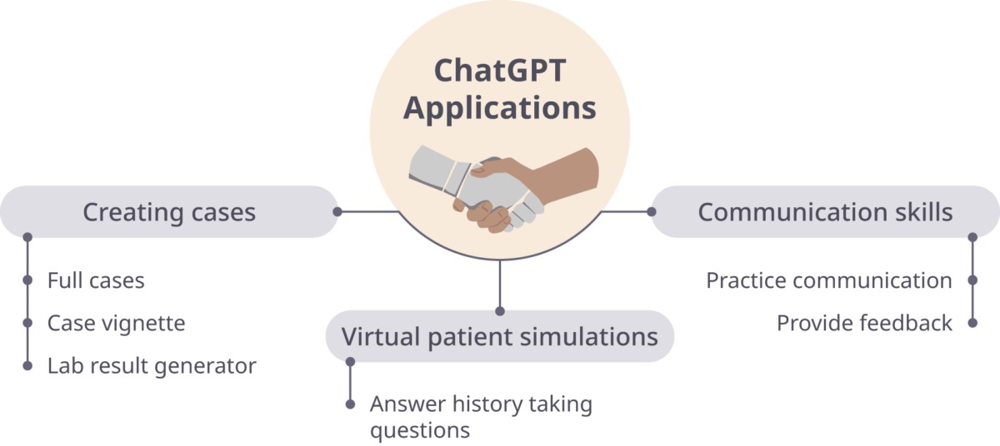 ChatGPT
Applications
Creating cases
Full cases
Case vignette
Lab result generator
Virtual patient simulations
Answer history taking
questions
Communication skills
Practice communication
Provide feedback